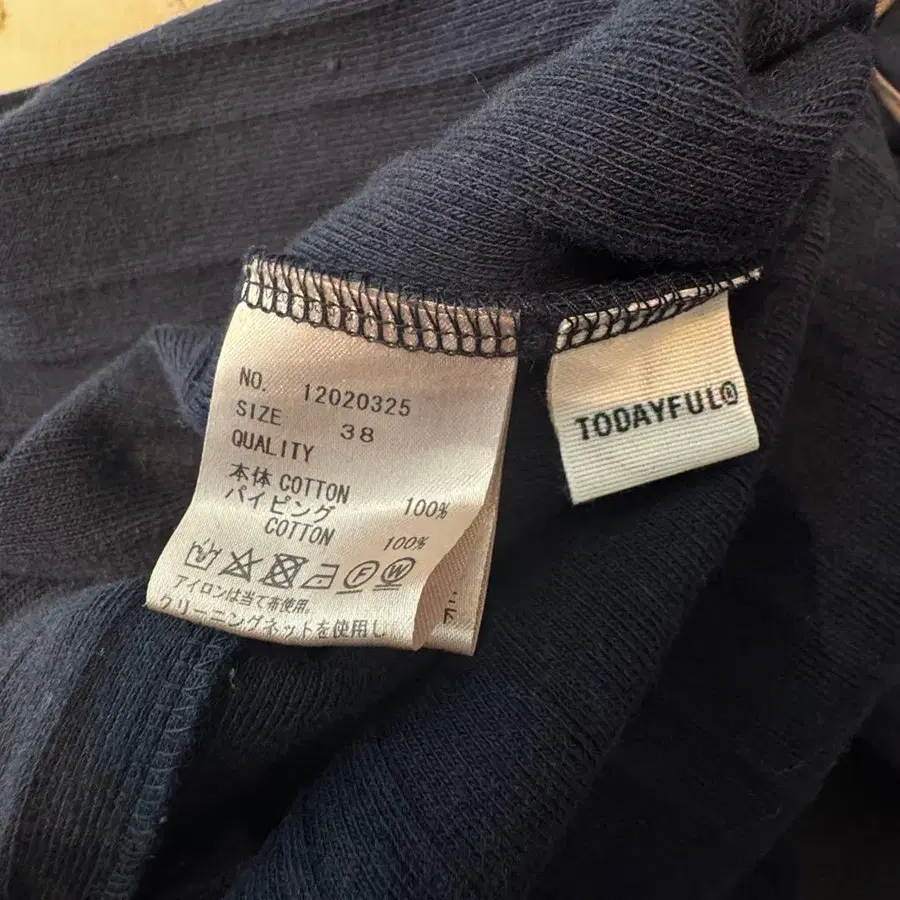 NO. 12020325
SIZE 38
QUALITY
本体 COTTON 100%
パイピング
COTTON 100%
F W
アイロンは当て布使用。
クリーニングネットを使用し
下
TODAYFUL®